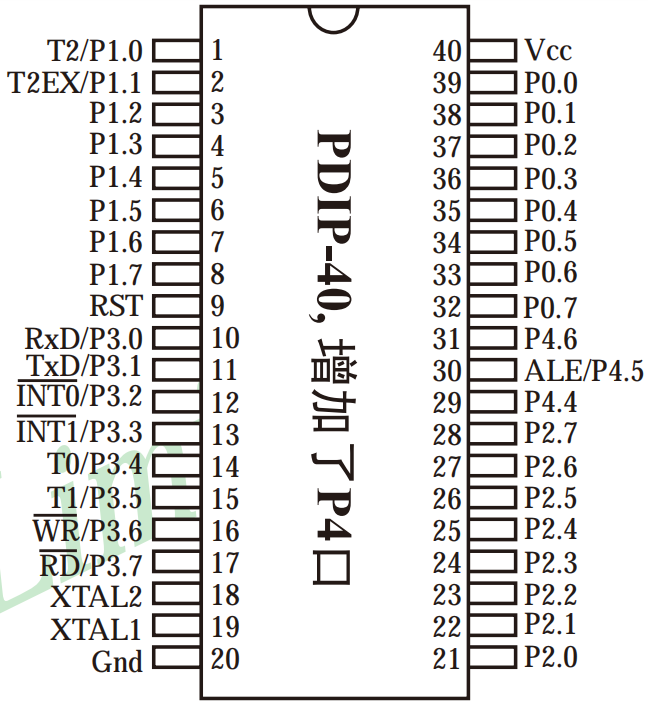 T2/P1.0 1 40 Vcc
T2EX/P1.1 2 39 P0.0
P1.2 3 38 P0.1
P1.3 4 37 P0.2
P1.4 5 36 P0.3
P1.5 6 35 P0.4
P1.6 7 34 P0.5
P1.7 8 33 P0.6
RST 9 32 P0.7
RxD/P3.0 10 31 P4.6
TxD/P3.1 11 30 ALE/P4.5
INT0/P3.2 12 29 P4.4
INT1/P3.3 13 28 P2.7
T0/P3.4 14 27 P2.6
T1/P3.5 15 26 P2.5
WR/P3.6 16 25 P2.4
RD/P3.7 17 24 P2.3
XTAL2 18 23 P2.2
XTAL1 19 22 P2.1
Gnd 20 21 P2.0
PDIP-40,增加了P4口
Lim